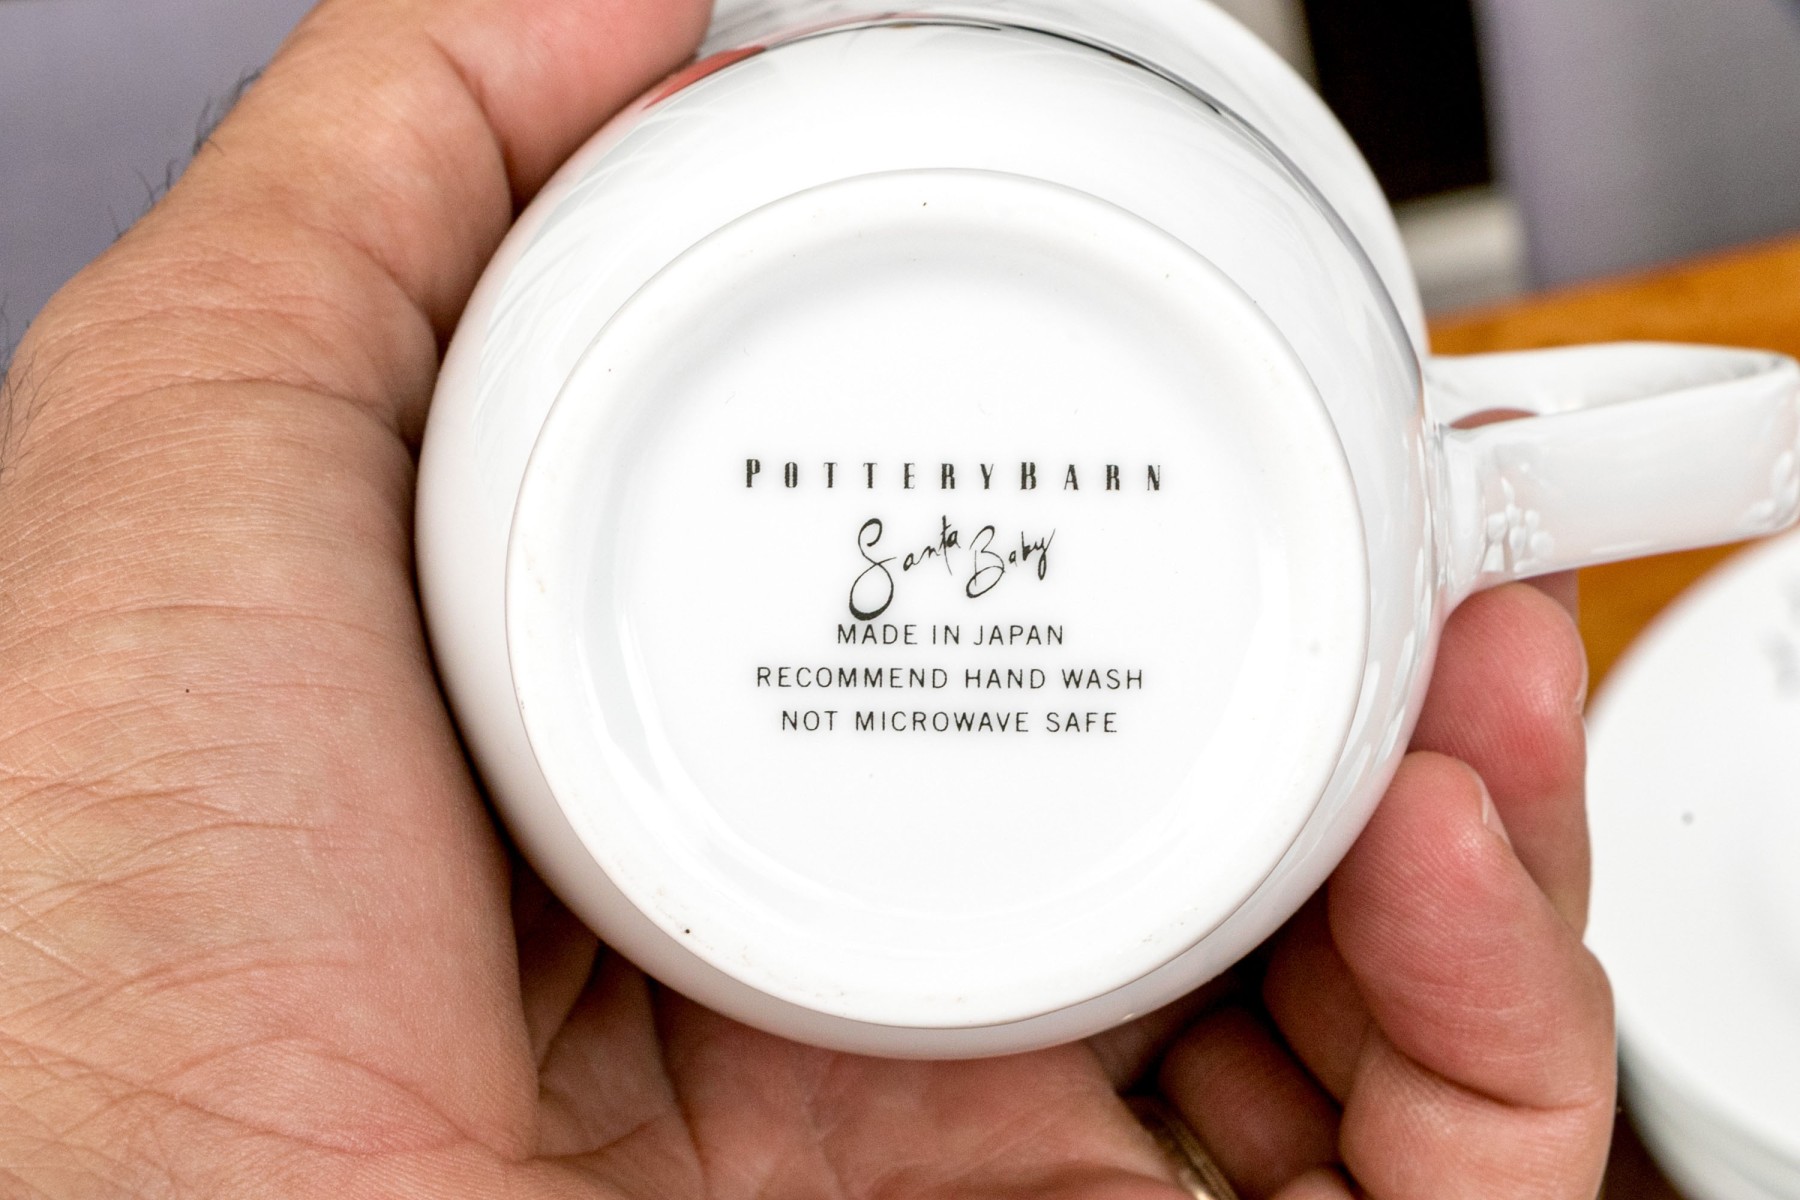 POTTERYBARN
Santa Baby
MADE IN JAPAN
RECOMMEND HAND WASH
NOT MICROWAVE SAFE